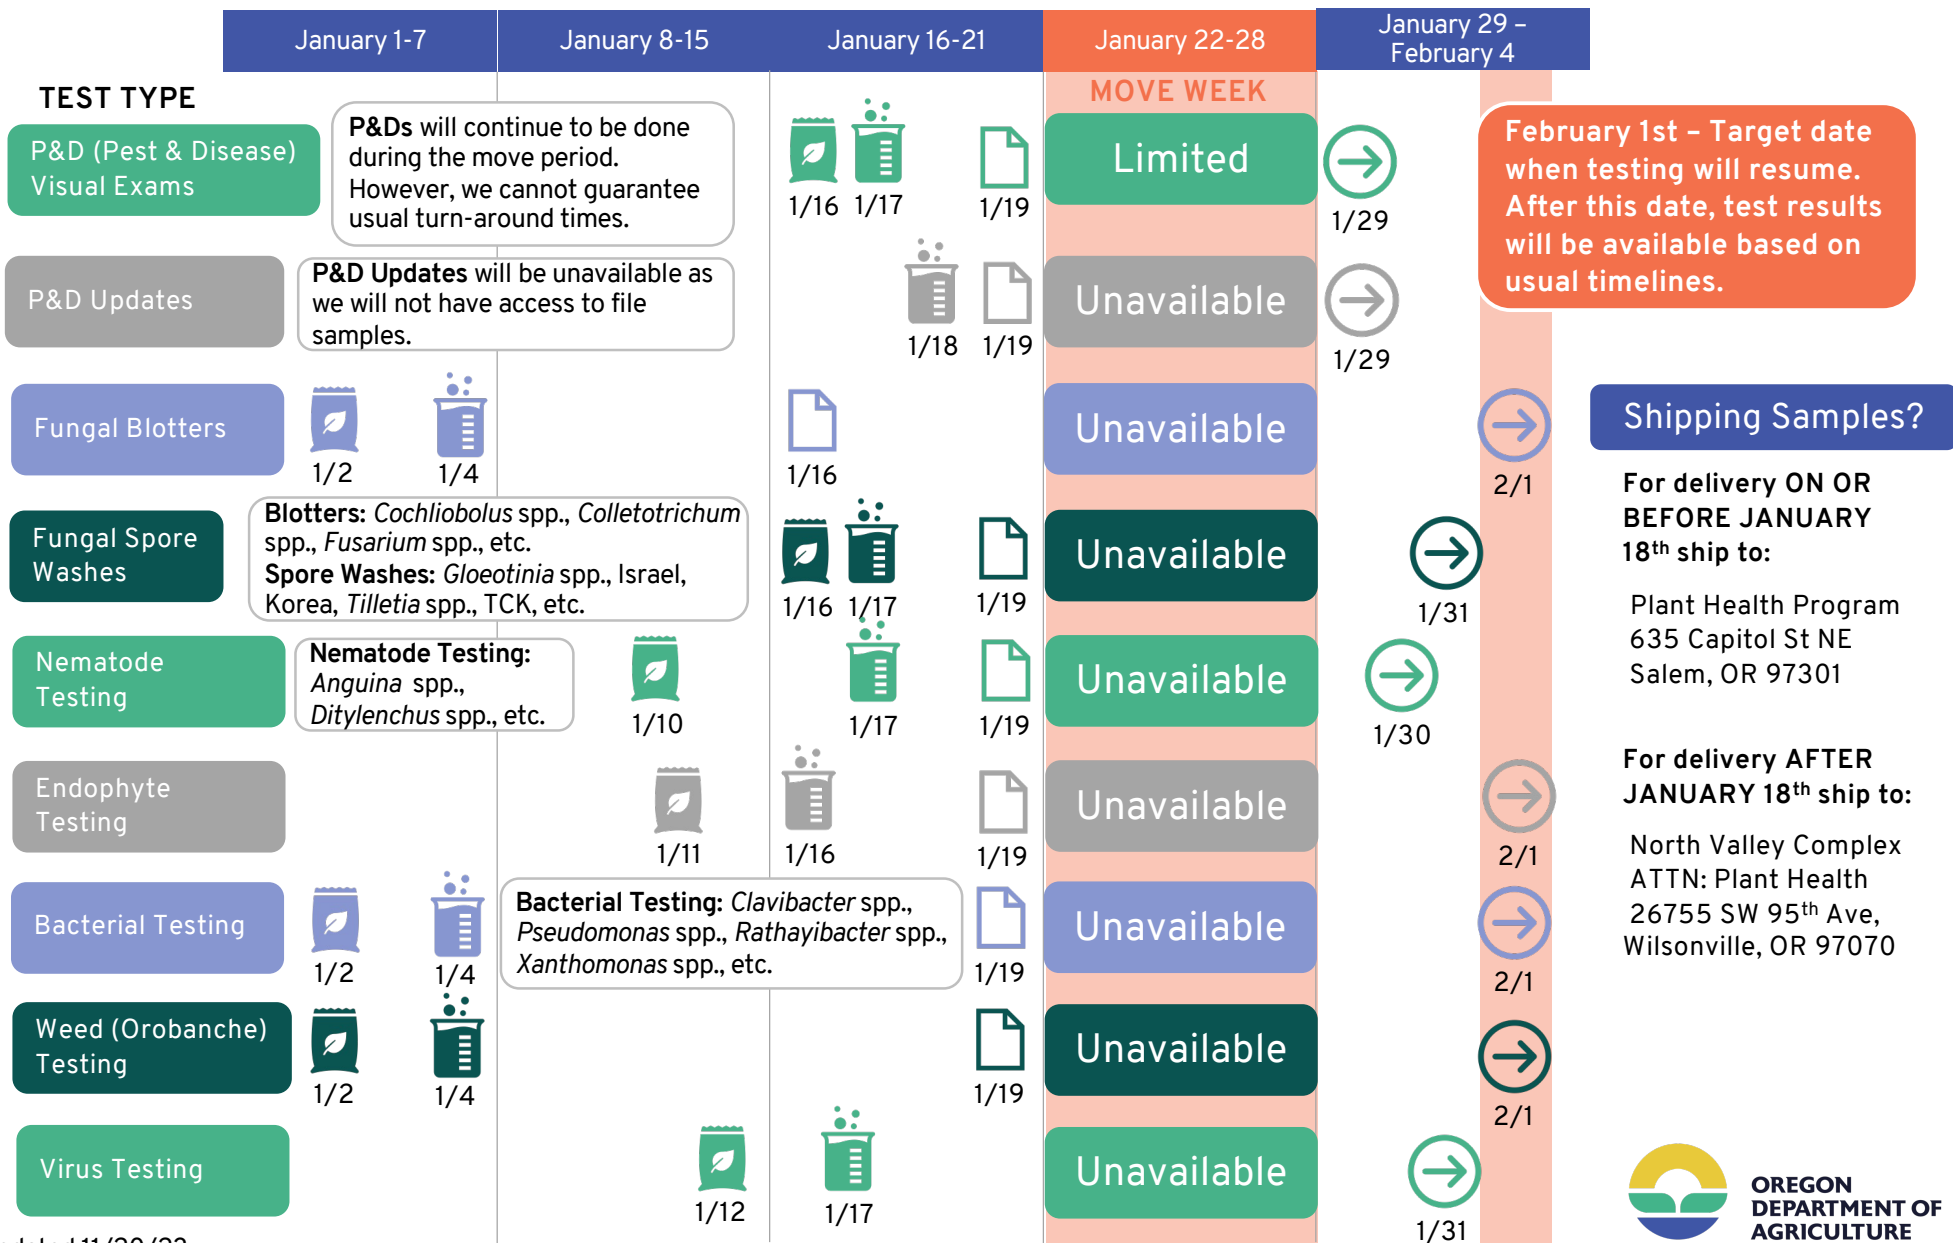 January 1-7
January 8-15
January 16-21
January 22-28
January 29 –
February 4
TEST TYPE
MOVE WEEK
P&D (Pest & Disease)
Visual Exams
P&Ds will continue to be done
during the move period.
However, we cannot guarantee
usual turn-around times.
1/16
1/17
1/19
Limited
1/29
February 1st – Target date
when testing will resume.
After this date, test results
will be available based on
usual timelines.
P&D Updates
P&D Updates will be unavailable as
we will not have access to file
samples.
1/18
1/19
Unavailable
1/29
Fungal Blotters
1/2
1/4
1/16
Unavailable
2/1
Fungal Spore
Washes
Blotters: Cochliobolus spp., Colletotrichum
spp., Fusarium spp., etc.
Spore Washes: Gloeotinia spp., Israel,
Korea, Tilletia spp., TCK, etc.
1/16
1/17
1/19
Unavailable
1/31
Nematode
Testing
Nematode Testing:
Anguina spp.,
Ditylenchus spp., etc.
1/10
1/17
1/19
Unavailable
1/30
Endophyte
Testing
1/11
1/16
1/19
Unavailable
2/1
Bacterial Testing
1/2
1/4
Bacterial Testing: Clavibacter spp.,
Pseudomonas spp., Rathayibacter spp.,
Xanthomonas spp., etc.
1/19
Unavailable
2/1
Weed (Orobanche)
Testing
1/2
1/4
1/19
Unavailable
2/1
Virus Testing
1/12
1/17
Unavailable
1/31
Shipping Samples?
For delivery ON OR
BEFORE JANUARY
18th ship to:
Plant Health Program
635 Capitol St NE
Salem, OR 97301
For delivery AFTER
JANUARY 18th ship to:
North Valley Complex
ATTN: Plant Health
26755 SW 95th Ave,
Wilsonville, OR 97070
OREGON
DEPARTMENT OF
AGRICULTURE